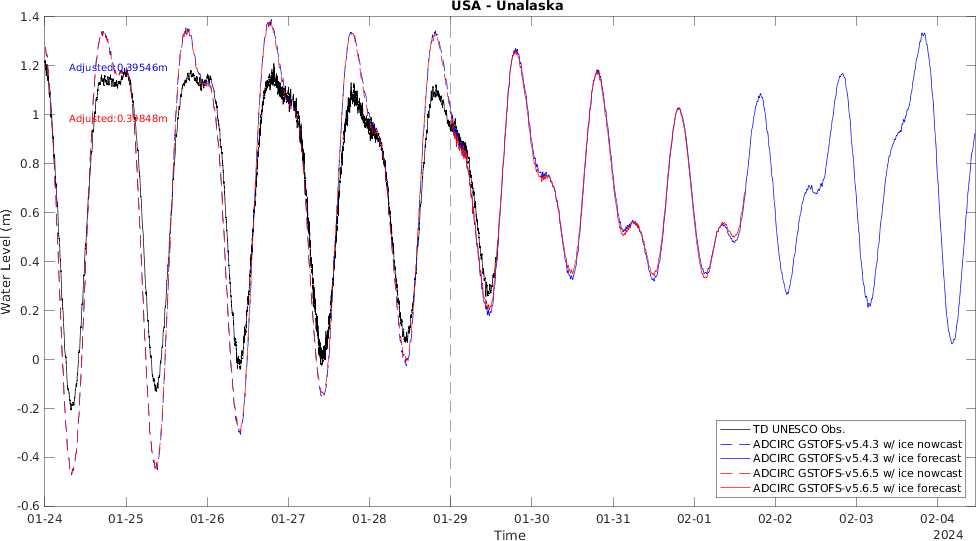 USA - Unalaska
1.4
1.2
1
0.8
0.6
0.4
0.2
0
-0.2
-0.4
-0.6
Water Level (m)
Adjusted:0.39546m
Adjusted:0.39848m
TD UNESCO Obs.
ADCIRC GSTOFS-v5.4.3 w/ ice nowcast
ADCIRC GSTOFS-v5.4.3 w/ ice forecast
ADCIRC GSTOFS-v5.6.5 w/ ice nowcast
ADCIRC GSTOFS-v5.6.5 w/ ice forecast
01-24 01-25 01-26 01-27 01-28 01-29 01-30 01-31 02-01 02-02 02-03 02-04
Time 2024